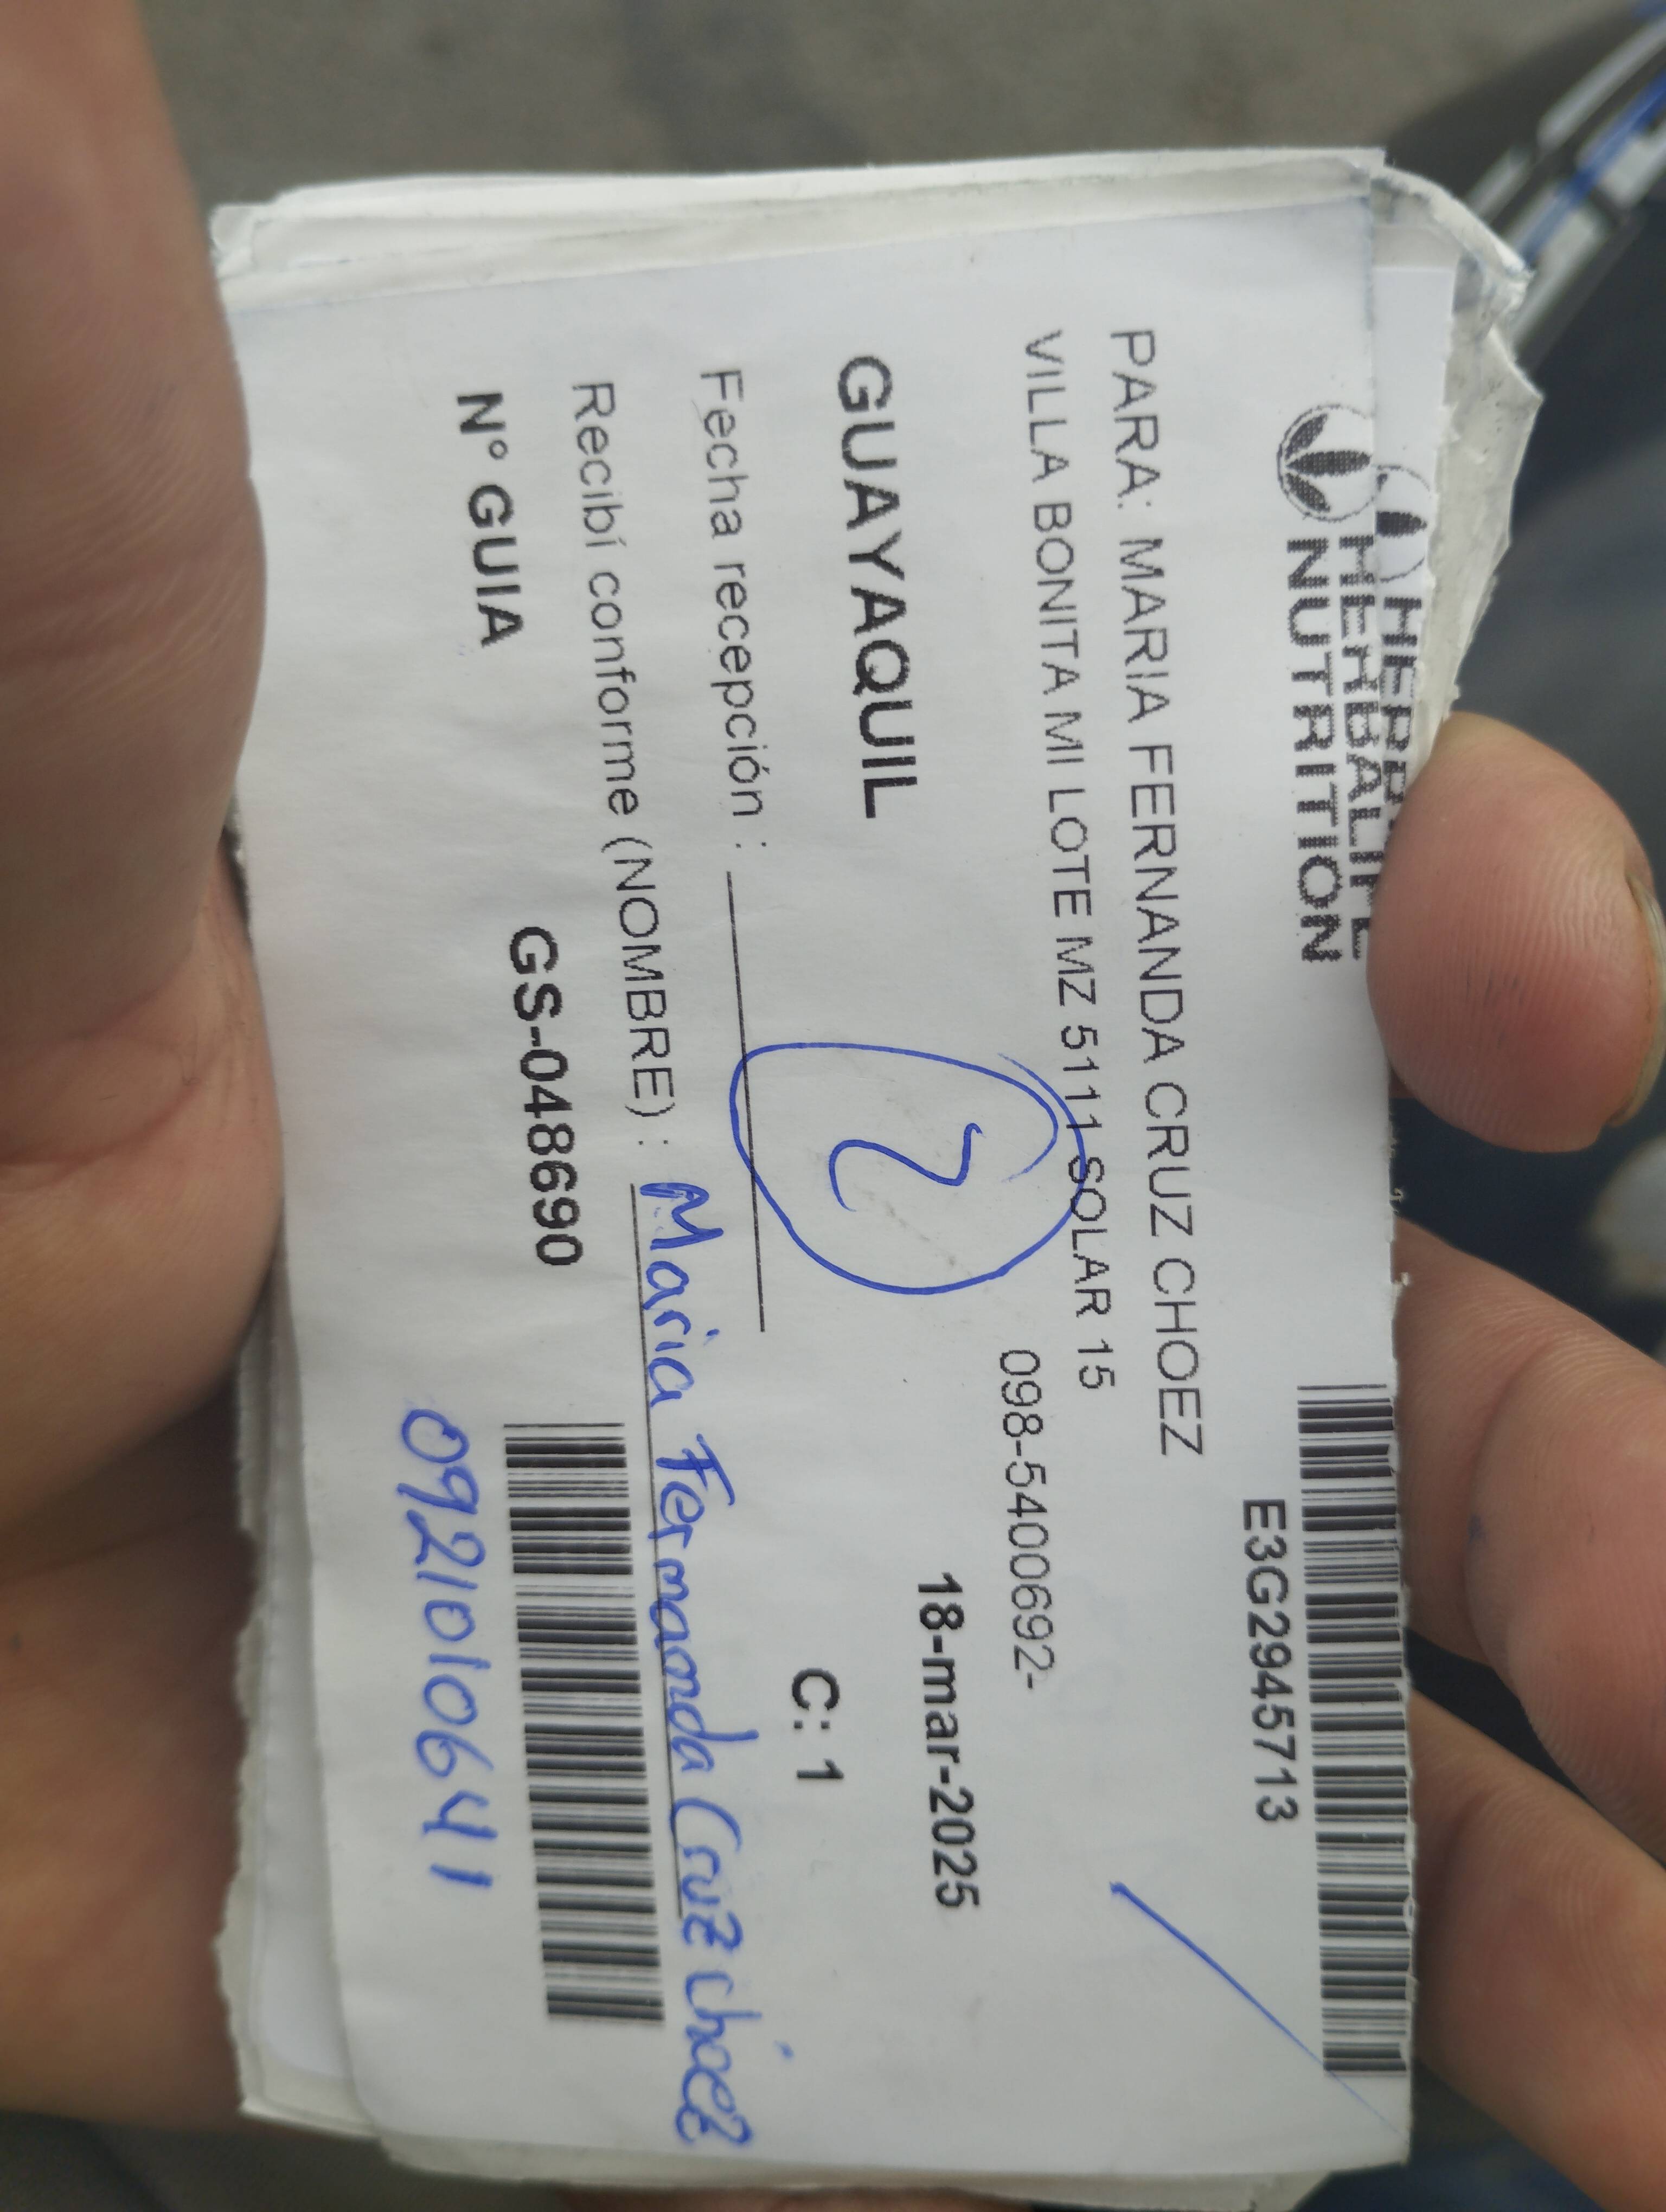 HERBALIFE
NUTRITION
E3G2945713
PARA: MARIA FERNANDA CRUZ CHOEZ
VILLA BONITA MI LOTE MZ 5111 SOLAR 15
098-5400692-
18-mar-2025
GUAYAQUIL
2
C: 1
Fecha recepción :
Recibí conforme (NOMBRE) : Maria Fernanda Cruz choez
N° GUIA GS-048690
0921010641